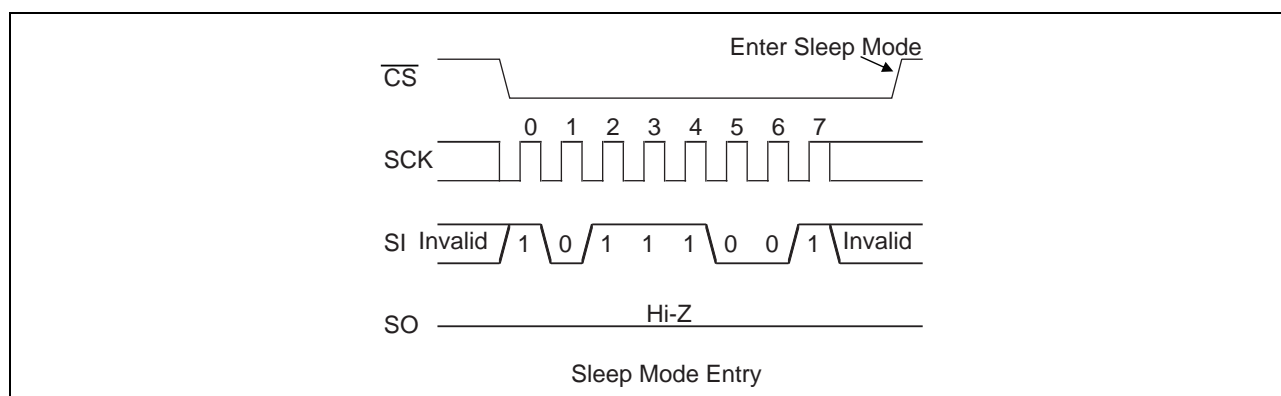 Enter Sleep Mode
CS
0 1 2 3 4 5 6 7
SCK
SI Invalid 1 0 1 1 1 0 0 1 Invalid
Hi-Z
SO
Sleep Mode Entry